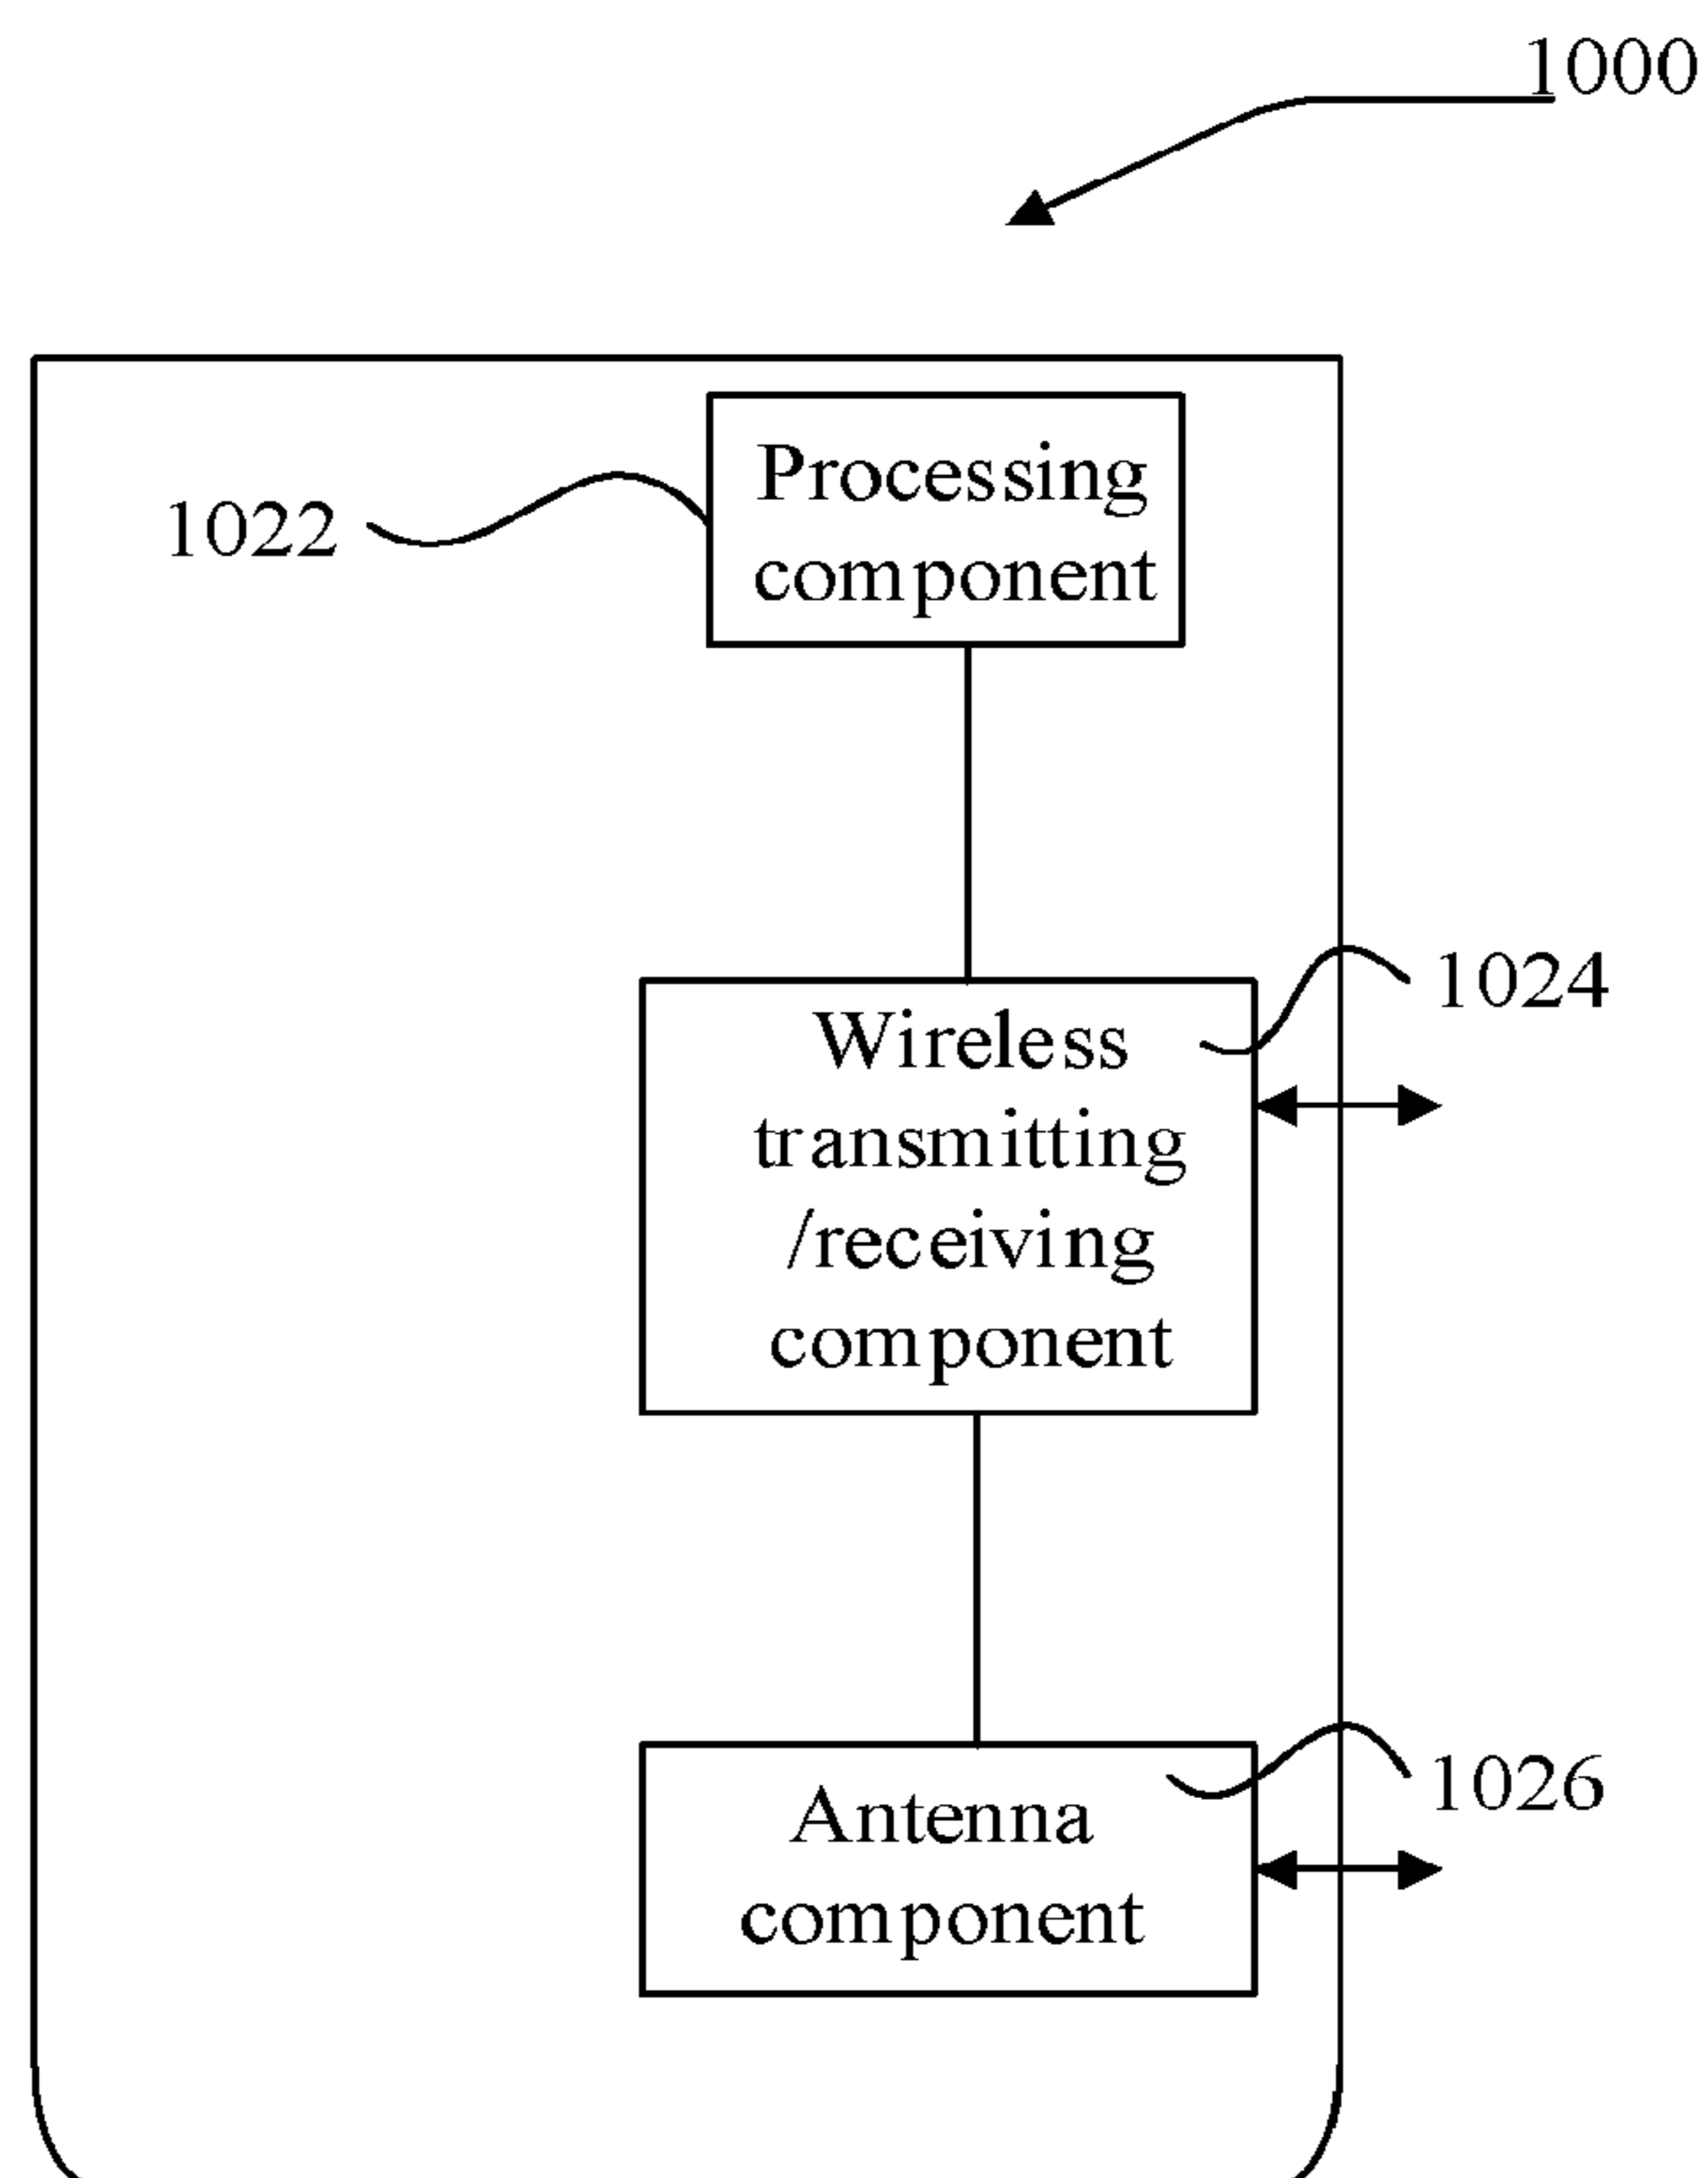 1000
Processing
component
1022
1024
Wireless
transmitting
/receiving
component
1026
Antenna
component